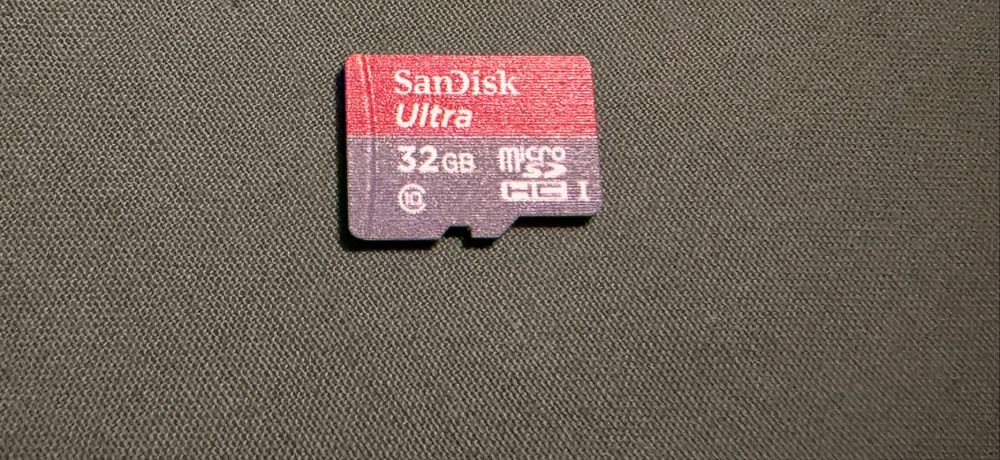 SanDisk
Ultra
32GB
micro
SD
HC I
10